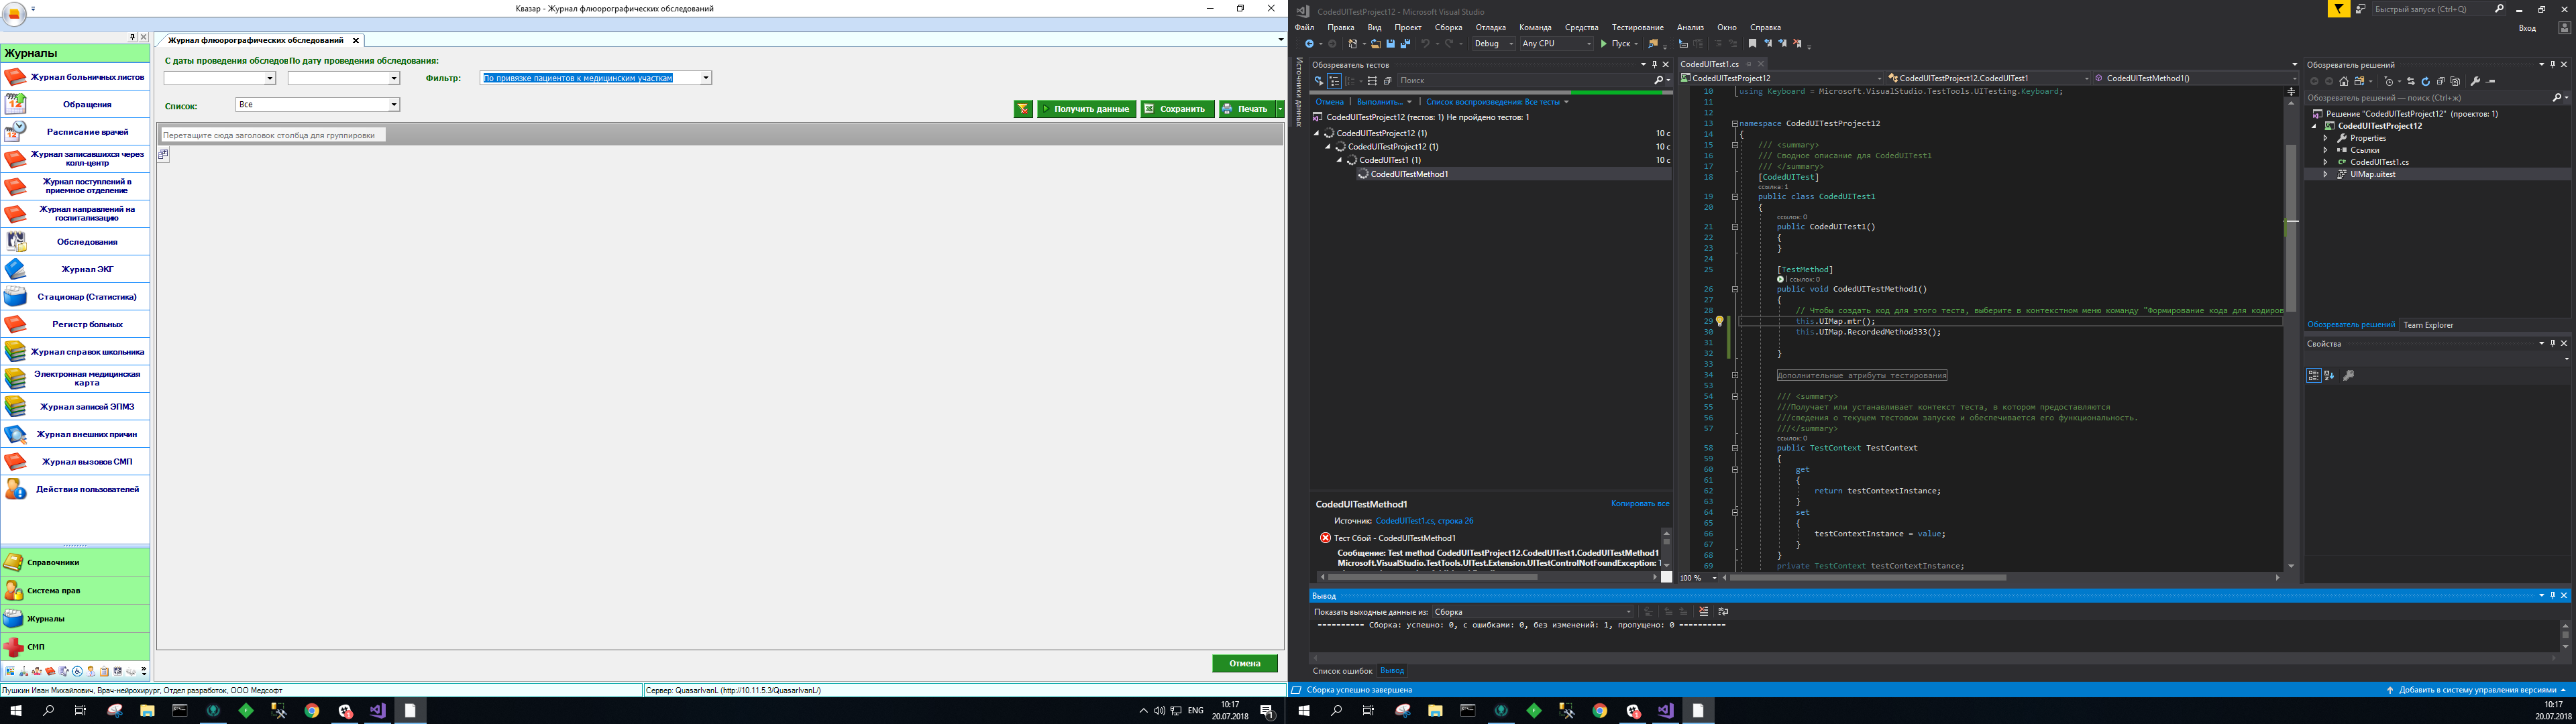 Квазар - Журнал флюорографических обследований
Журналы
Журнал больничных листов
Обращения
Расписание врачей
Журнал записавшихся через
колл-центр
Журнал поступлений в
приемное отделение
Журнал направлений на
госпитализацию
Обследования
Журнал ЭКГ
Стационар (Статистика)
Регистр больных
Журнал справок школьника
Электронная медицинская
карта
Журнал записей ЭПМЗ
Журнал внешних причин
Журнал вызовов СМП
Действия пользователей
Справочники
Система прав
Журналы
СМП
Журнал флюорографических обследований
С даты проведения обследов По дату проведения обследования:
Фильтр: По привязке пациентов к медицинским участкам
Список: Все
Получить данные Сохранить Печать
Перетащите сюда заголовок столбца для группировки
Отмена
Лушкин Иван Михайлович, Врач-нейрохирург, Отдел разработок, ООО Медсофт
Сервер: QuasarIvanL (http://10.11.5.3/QuasarIvanL/)
ENG 10:17
20.07.2018
CodedUITestProject12 - Microsoft Visual Studio
Быстрый запуск (Ctrl+Q)
Файл Правка Вид Проект Сборка Отладка Команда Средства Тестирование Анализ Окно Справка
Вход
Debug Any CPU Пуск
Источники данных
Обозреватель тестов
Поиск
Отмена Выполнить... Список воспроизведения: Все тесты
CodedUITestProject12 (тестов: 1) Не пройдено тестов: 1
CodedUITestProject12 (1) 10 с
CodedUITestProject12 (1) 10 с
CodedUITest1 (1) 10 с
CodedUITestMethod1
CodedUITestMethod1
Копировать все
Источник: CodedUITest1.cs, строка 26
Тест Сбой - CodedUITestMethod1
Сообщение: Test method CodedUITestProject12.CodedUITest1.CodedUITestMethod1
Microsoft.VisualStudio.TestTools.UITest.Extension.UITestControlNotFoundException: T
CodedUITest1.cs
CodedUITestProject12 CodedUITestProject12.CodedUITest1 CodedUITestMethod1()
10 using Keyboard = Microsoft.VisualStudio.TestTools.UITesting.Keyboard;
11
12
13 namespace CodedUITestProject12
14 {
15 /// <summary>
16 /// Сводное описание для CodedUITest1
17 /// </summary>
18 [CodedUITest]
ссылка: 1
19 public class CodedUITest1
20 {
ссылок: 0
21 public CodedUITest1()
22 {
23 }
24
25 [TestMethod]
ссылок: 0
26 public void CodedUITestMethod1()
27 {
28 // Чтобы создать код для этого теста, выберите в контекстном меню команду "Формирование кода для кодиров
29 this.UIMap.mtr();
30 this.UIMap.RecordedMethod333();
31
32 }
33
34 Дополнительные атрибуты тестирования
53
54 /// <summary>
55 ///Получает или устанавливает контекст теста, в котором предоставляются
56 ///сведения о текущем тестовом запуске и обеспечивается его функциональность.
57 ///</summary>
ссылок: 0
58 public TestContext TestContext
59 {
60 get
61 {
62 return testContextInstance;
63 }
64 set
65 {
66 testContextInstance = value;
67 }
68 }
69 private TestContext testContextInstance;
100 %
Обозреватель решений
Обозреватель решений — поиск (Ctrl+ж)
Решение "CodedUITestProject12" (проектов: 1)
CodedUITestProject12
Properties
Ссылки
CodedUITest1.cs
UIMap.uitest
Обозреватель решений Team Explorer
Свойства
Вывод
Показать выходные данные из: Сборка
========== Сборка: успешно: 0, с ошибками: 0, без изменений: 1, пропущено: 0 ==========
Список ошибок Вывод
Сборка успешно завершена
Добавить в систему управления версиями
10:17
20.07.2018